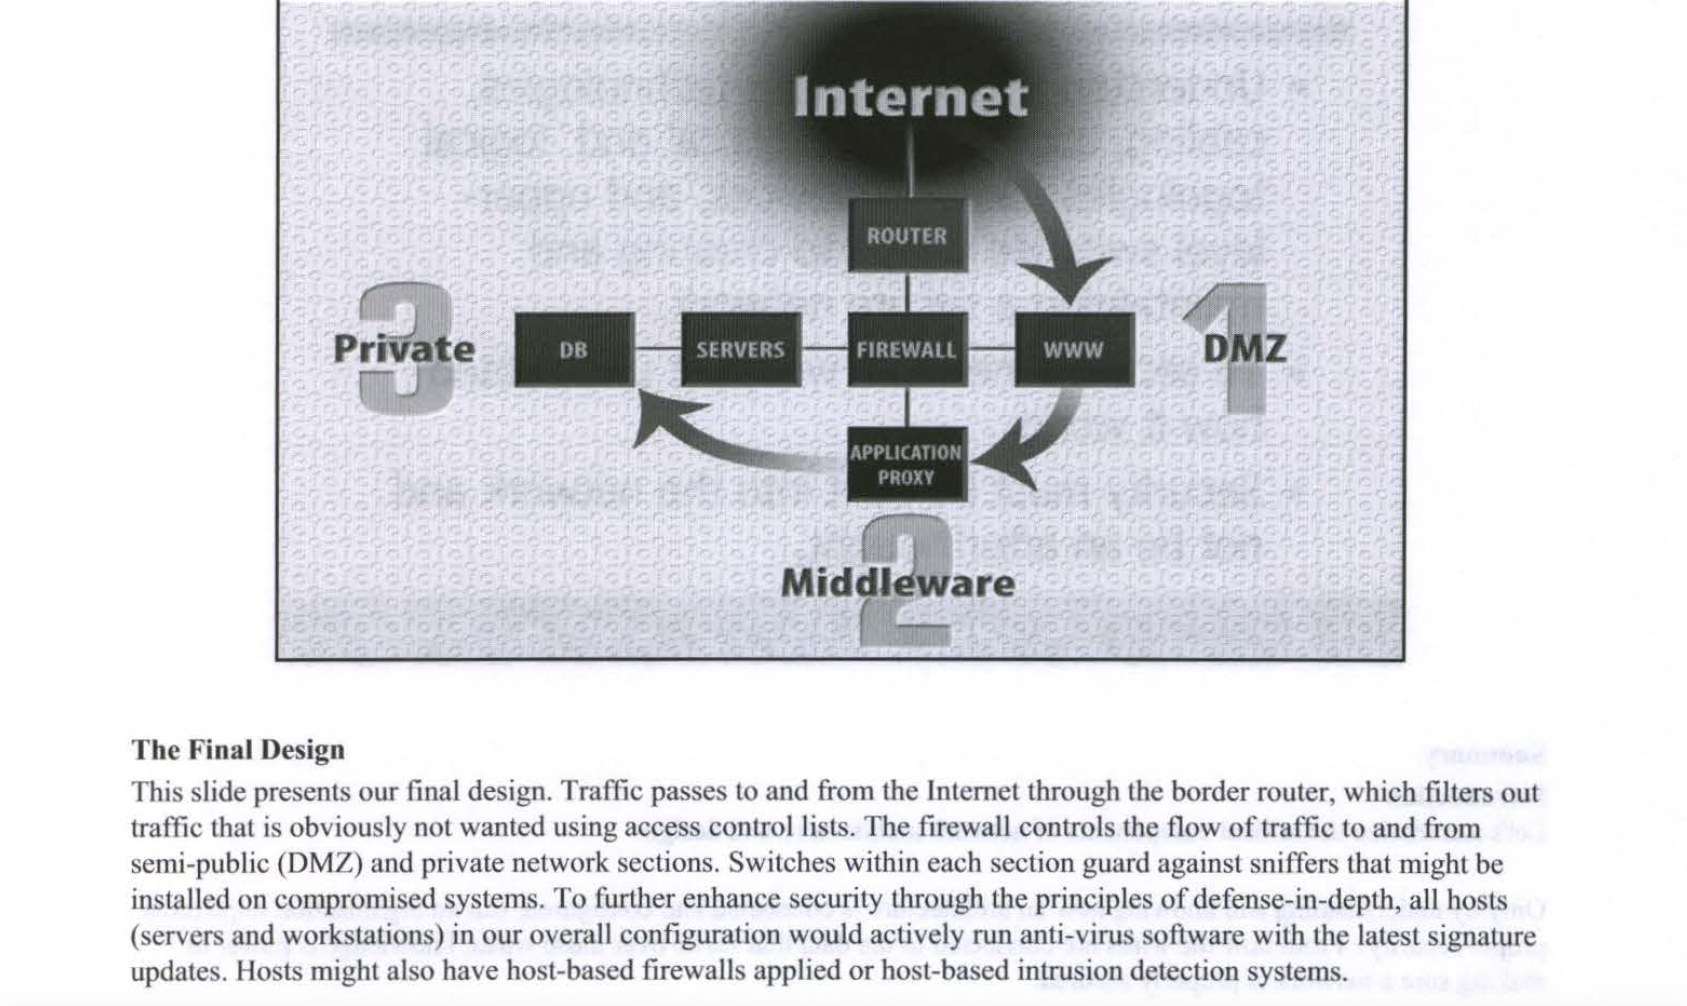 Internet
ROUTER
3
Private
DB
SERVERS
FIREWALL
WWW
1
DMZ
APPLICATION
PROXY
2
Middleware
The Final Design
This slide presents our final design. Traffic passes to and from the Internet through the border router, which filters out
traffic that is obviously not wanted using access control lists. The firewall controls the flow of traffic to and from
semi-public (DMZ) and private network sections. Switches within each section guard against sniffers that might be
installed on compromised systems. To further enhance security through the principles of defense-in-depth, all hosts
(servers and workstations) in our overall configuration would actively run anti-virus software with the latest signature
updates. Hosts might also have host-based firewalls applied or host-based intrusion detection systems.